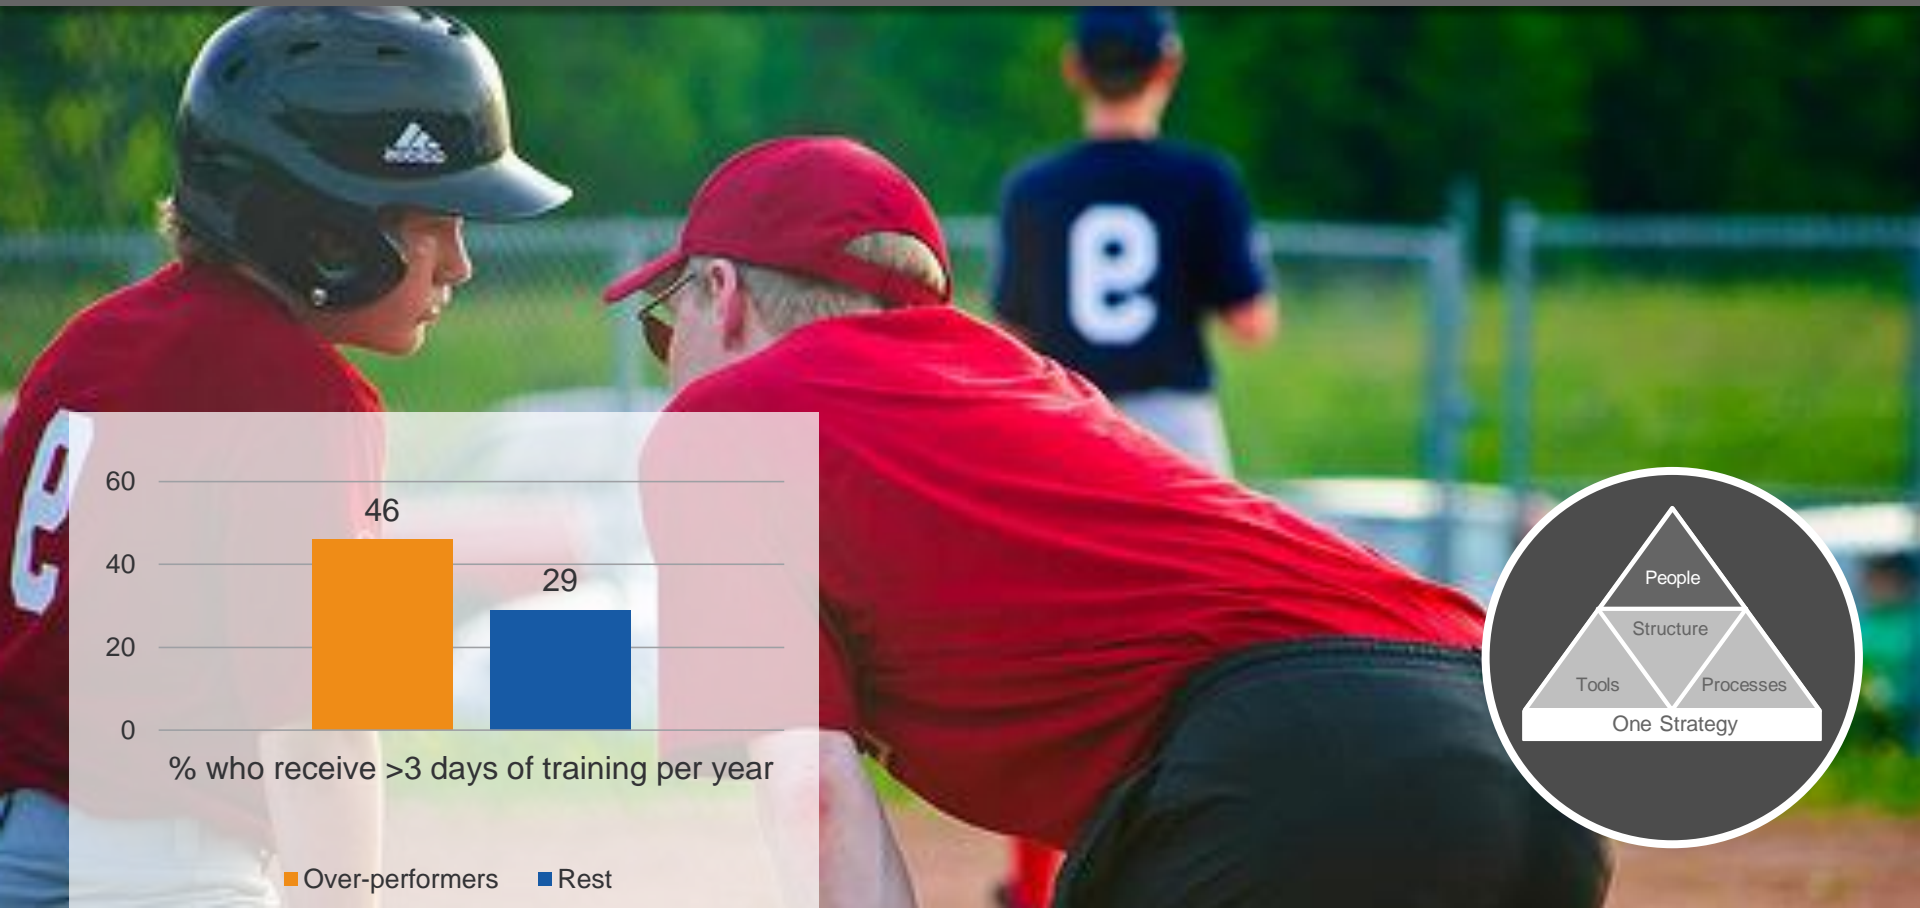 9
60
46
40
29
20
0
% who receive >3 days of training per year
Over-performers
Rest
People
Structure
Tools
Processes
One Strategy